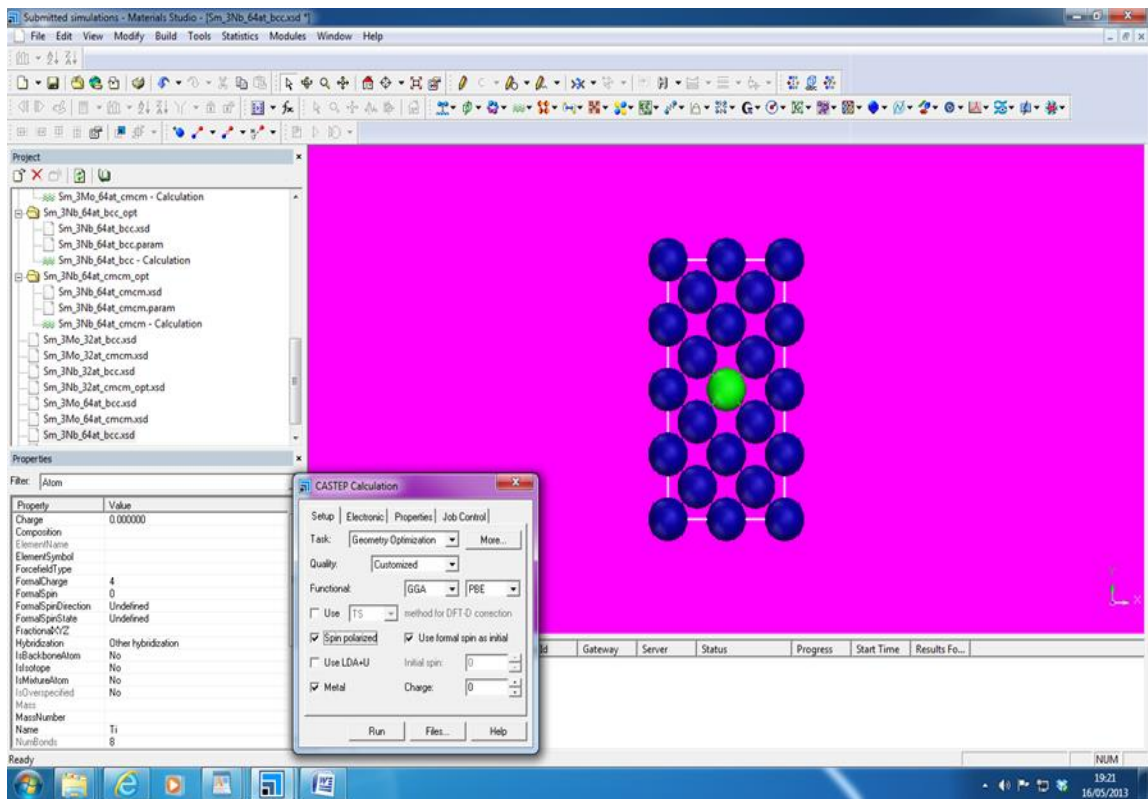 Submitted simulations - Materials Studio - [Sm_3Nb_64at_bcc.xsd *]
File Edit View Modify Build Tools Statistics Modules Window Help
Project
Sm_3Mo_64at_cmcm - Calculation
Sm_3Nb_64at_bcc_opt
Sm_3Nb_64at_bcc.xsd
Sm_3Nb_64at_bcc.param
Sm_3Nb_64at_bcc - Calculation
Sm_3Nb_64at_cmcm_opt
Sm_3Nb_64at_cmcm.xsd
Sm_3Nb_64at_cmcm.param
Sm_3Nb_64at_cmcm - Calculation
Sm_3Mo_32at_bcc.xsd
Sm_3Mo_32at_cmcm.xsd
Sm_3Nb_32at_bcc.xsd
Sm_3Nb_32at_cmcm_opt.xsd
Sm_3Mo_64at_bcc.xsd
Sm_3Mo_64at_cmcm.xsd
Sm_3Nb_64at_bcc.xsd
Properties
Filter: Atom
Property Value
Charge 0.000000
Composition
ElementName
ElementSymbol
ForcefieldType
FormalCharge 4
FormalSpin 0
FormalSpinDirection Undefined
FormalSpinState Undefined
FractionalXYZ
Hybridization Other hybridization
IsBackboneAtom No
IsIsotope No
IsMixtureAtom No
IsOverspecified No
Mass
MassNumber
Name Ti
NumBonds 8
CASTEP Calculation
Setup Electronic Properties Job Control
Task: Geometry Optimization More...
Quality: Customized
Functional: GGA PBE
Use TS method for DFT-D correction
Spin polarized Use formal spin as initial
Use LDA+U Initial spin: 0
Metal Charge: 0
Run Files... Help
Id Gateway Server Status Progress Start Time Results Fo...
Ready
NUM
19:21
16/05/2013